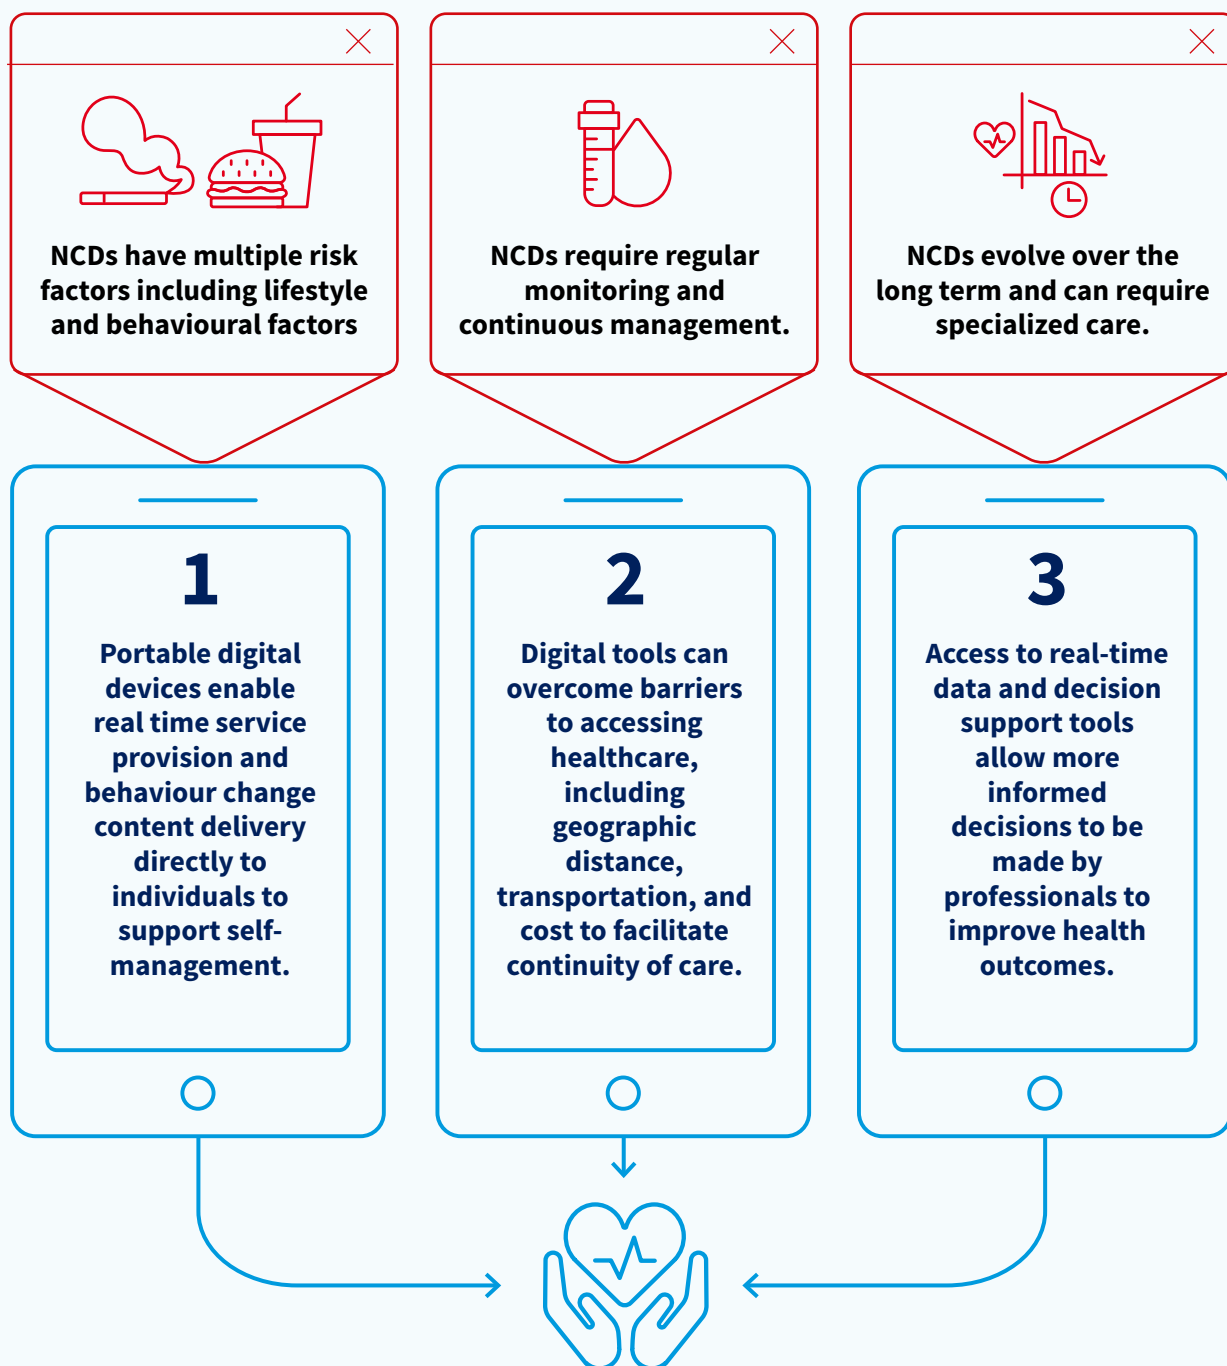 NCDs have multiple risk
factors including lifestyle
and behavioural factors
NCDs require regular
monitoring and
continuous management.
NCDs evolve over the
long term and can require
specialized care.
1
Portable digital
devices enable
real time service
provision and
behaviour change
content delivery
directly to
individuals to
support self-
management.
2
Digital tools can
overcome barriers
to accessing
healthcare,
including
geographic
distance,
transportation, and
cost to facilitate
continuity of care.
3
Access to real-time
data and decision
support tools
allow more
informed
decisions to be
made by
professionals to
improve health
outcomes.